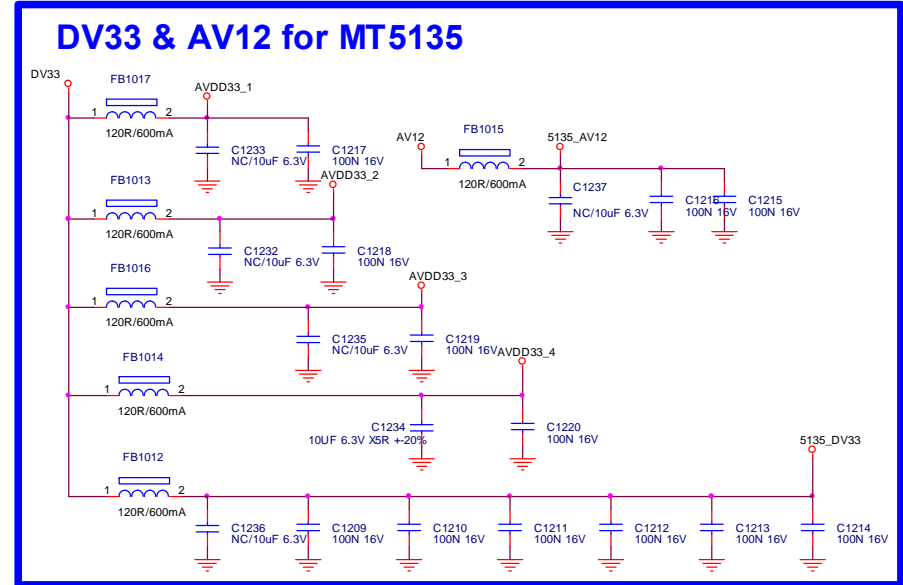 DV33 & AV12 for MT5135
DV33
FB1017
AVDD33_1
1 2
120R/600mA
C1233
NC/10uF 6.3V
C1217
100N 16V
AV12
FB1015
5135_AV12
1 2
120R/600mA
C1237
NC/10uF 6.3V
C1216
100N 16V
C1215
100N 16V
FB1013
AVDD33_2
1 2
120R/600mA
C1232
NC/10uF 6.3V
C1218
100N 16V
FB1016
AVDD33_3
1 2
120R/600mA
C1235
NC/10uF 6.3V
C1219
100N 16V
FB1014
AVDD33_4
1 2
120R/600mA
C1234
10UF 6.3V X5R +-20%
C1220
100N 16V
FB1012
5135_DV33
1 2
120R/600mA
C1236
NC/10uF 6.3V
C1209
100N 16V
C1210
100N 16V
C1211
100N 16V
C1212
100N 16V
C1213
100N 16V
C1214
100N 16V